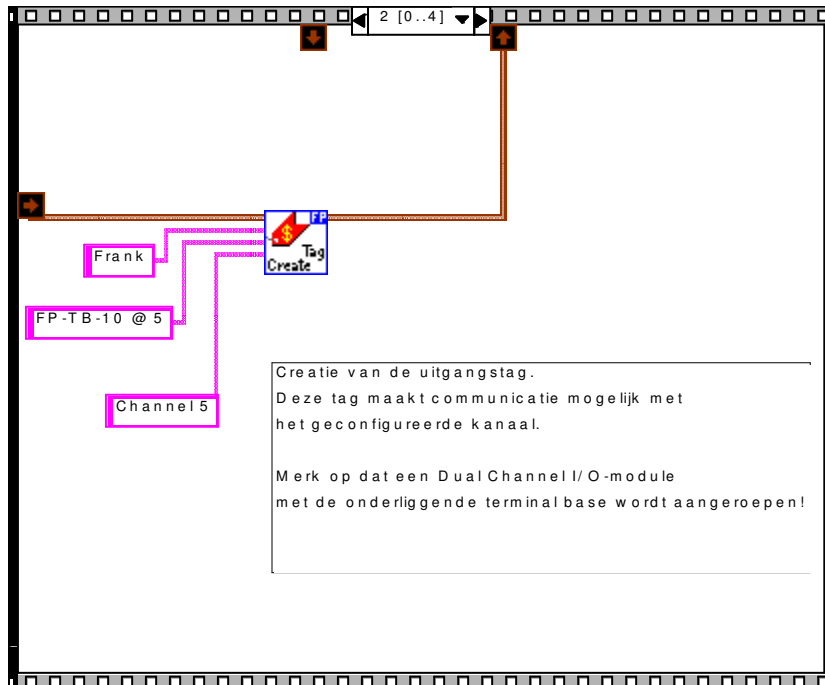 2 [0..4]
FP
$
Tag
Create
Frank
FP-TB-10 @ 5
Channel 5
Creatie van de uitgangstag.
Deze tag maakt communicatie mogelijk met
het geconfigureerde kanaal.
Merk op dat een Dual Channel I/O-module
met de onderliggende terminal base wordt aangeroepen!